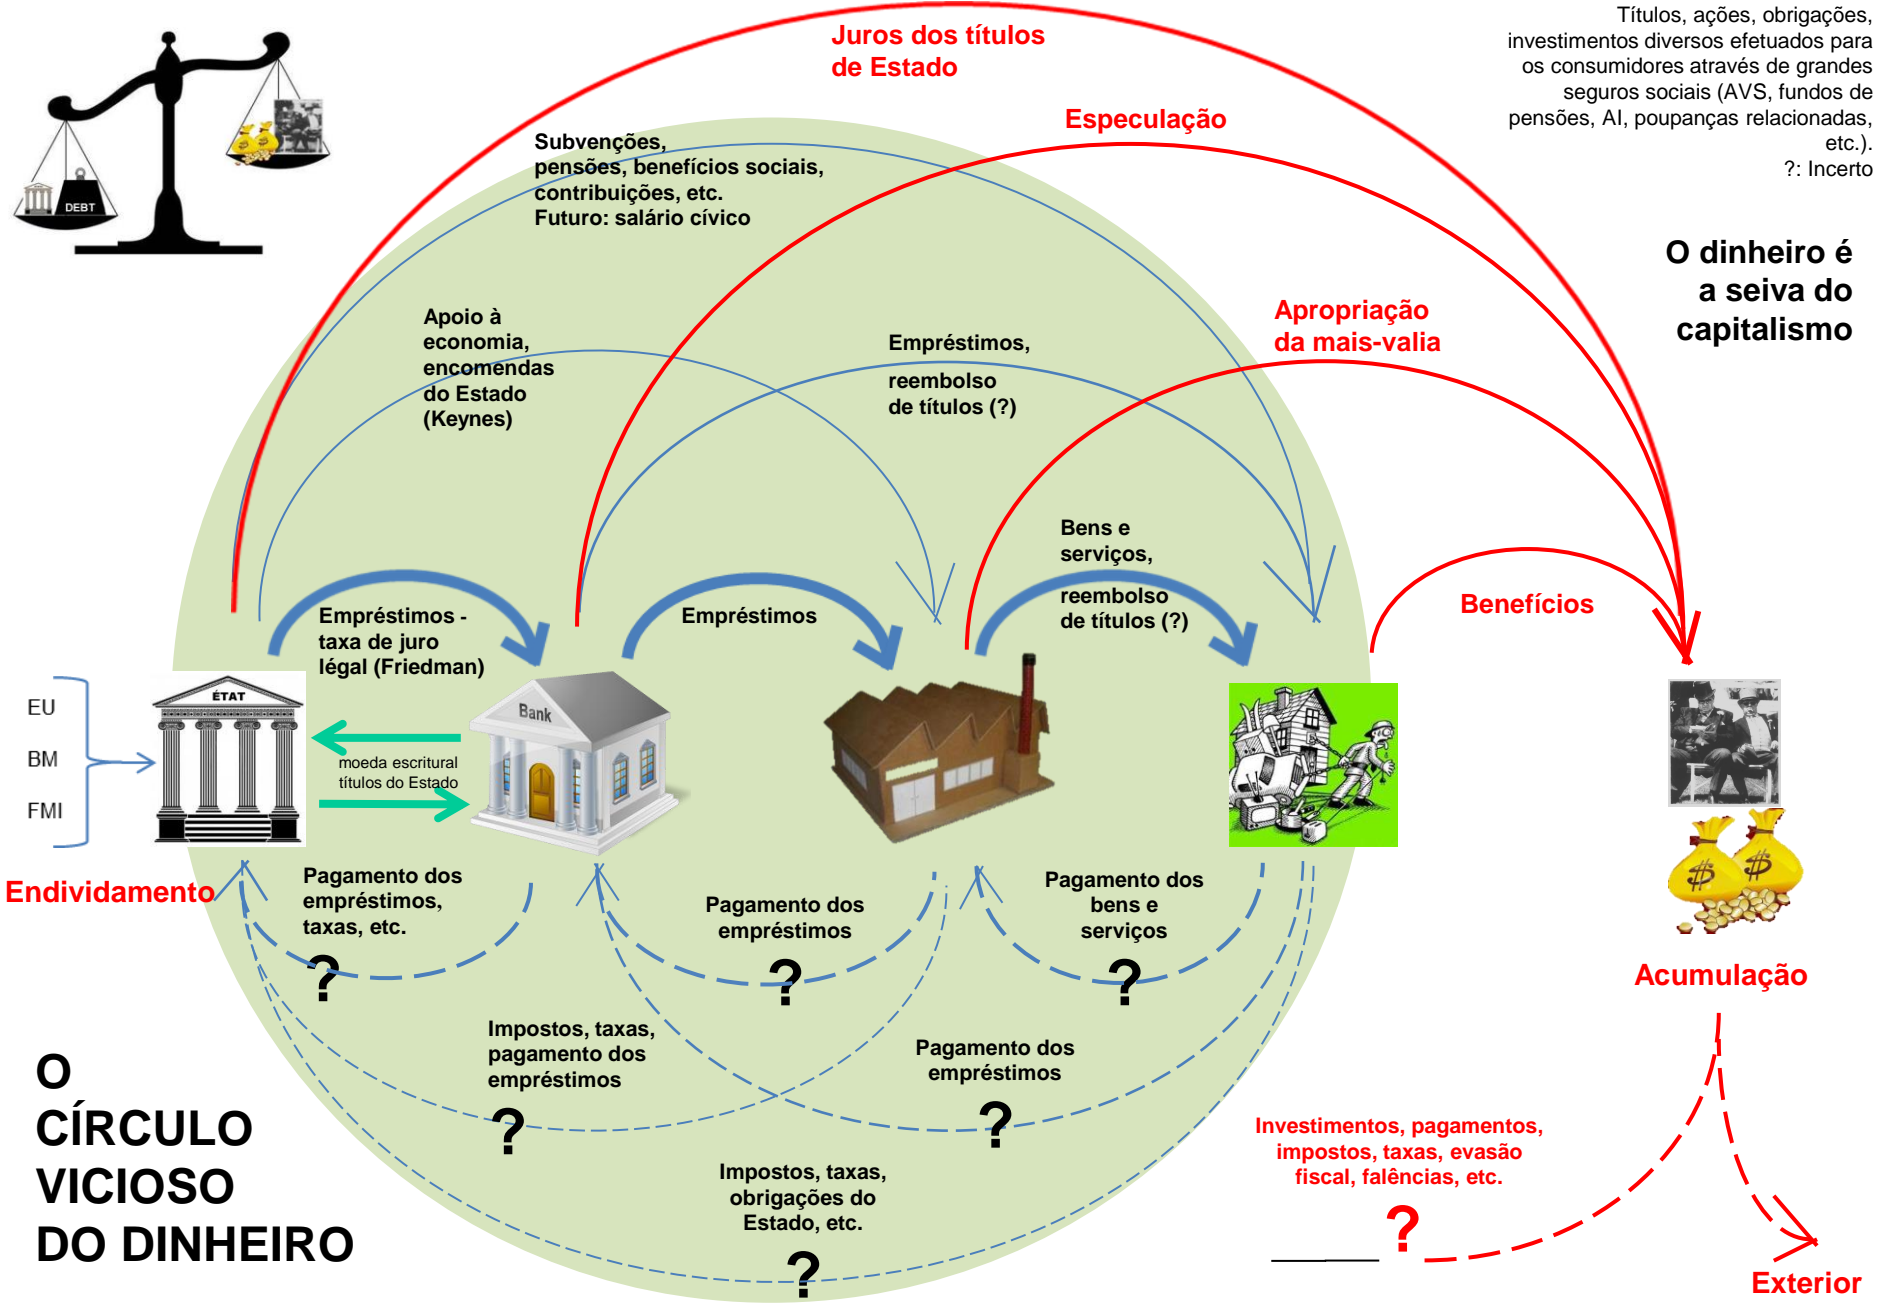 Juros dos títulos
de Estado
Títulos, ações, obrigações,
investimentos diversos efetuados para
os consumidores através de grandes
seguros sociais (AVS, fundos de
pensões, AI, poupanças relacionadas,
etc.).
?: Incerto
Especulação
Subvenções,
pensões, benefícios sociais,
contribuições, etc.
Futuro: salário cívico
DEBT
O dinheiro é
a seiva do
capitalismo
Apoio à
economia,
encomendas
do Estado
(Keynes)
Empréstimos,
reembolso
de títulos (?)
Apropriação
da mais-valia
Bens e
serviços,
reembolso
de títulos (?)
Empréstimos -
taxa de juro
légal (Friedman)
Empréstimos
Benefícios
EU
BM
FMI
ÉTAT
Bank
moeda escritural
títulos do Estado
Endividamento
Pagamento dos
empréstimos,
taxas, etc.
?
Pagamento dos
empréstimos
?
Pagamento dos
bens e
serviços
?
$ $
Acumulação
Impostos, taxas,
pagamento dos
empréstimos
?
Pagamento dos
empréstimos
?
Impostos, taxas,
obrigações do
Estado, etc.
?
Investimentos, pagamentos,
impostos, taxas, evasão
fiscal, falências, etc.
?
Exterior
O
CÍRCULO
VICIOSO
DO DINHEIRO